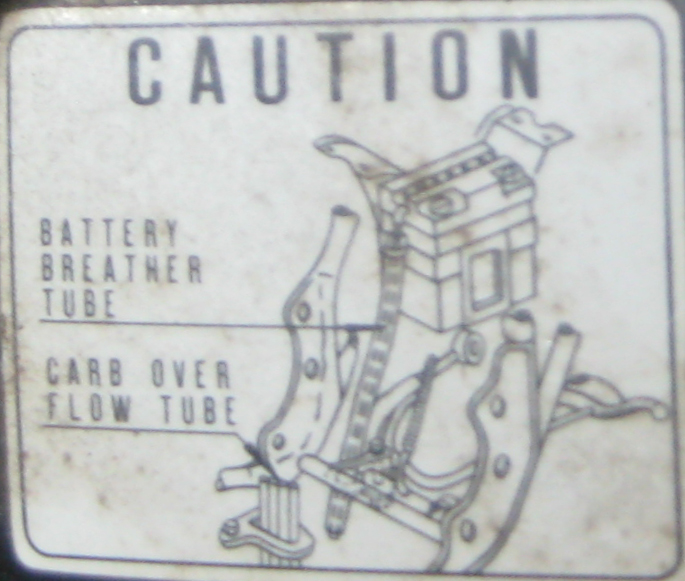 CAUTION
BATTERY
BREATHER
TUBE
CARB OVER
FLOW TUBE